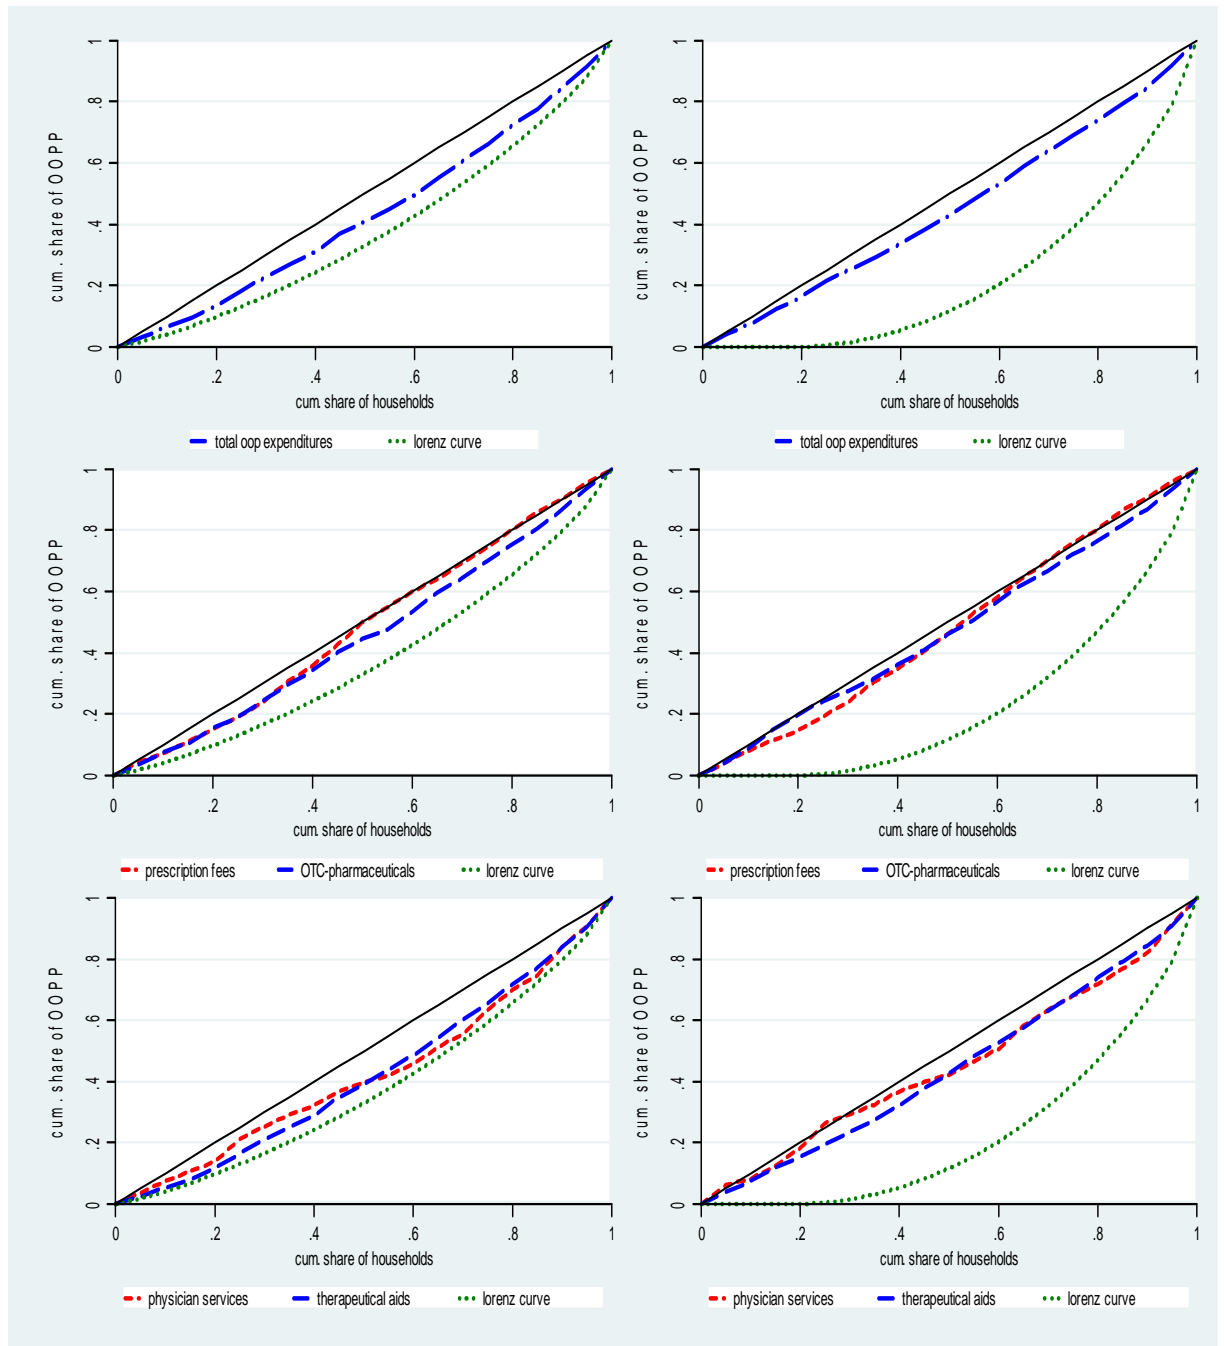 cum. share of OOPP
0 .2 .4 .6 .8 1
0 .2 .4 .6 .8 1
cum. share of households
total oop expenditures lorenz curve
cum. share of OOPP
0 .2 .4 .6 .8 1
0 .2 .4 .6 .8 1
cum. share of households
total oop expenditures lorenz curve
cum. share of OOPP
0 .2 .4 .6 .8 1
0 .2 .4 .6 .8 1
cum. share of households
prescription fees OTC-pharmaceuticals lorenz curve
cum. share of OOPP
0 .2 .4 .6 .8 1
0 .2 .4 .6 .8 1
cum. share of households
prescription fees OTC-pharmaceuticals lorenz curve
cum. share of OOPP
0 .2 .4 .6 .8 1
0 .2 .4 .6 .8 1
cum. share of households
physician services therapeutical aids lorenz curve
cum. share of OOPP
0 .2 .4 .6 .8 1
0 .2 .4 .6 .8 1
cum. share of households
physician services therapeutical aids lorenz curve